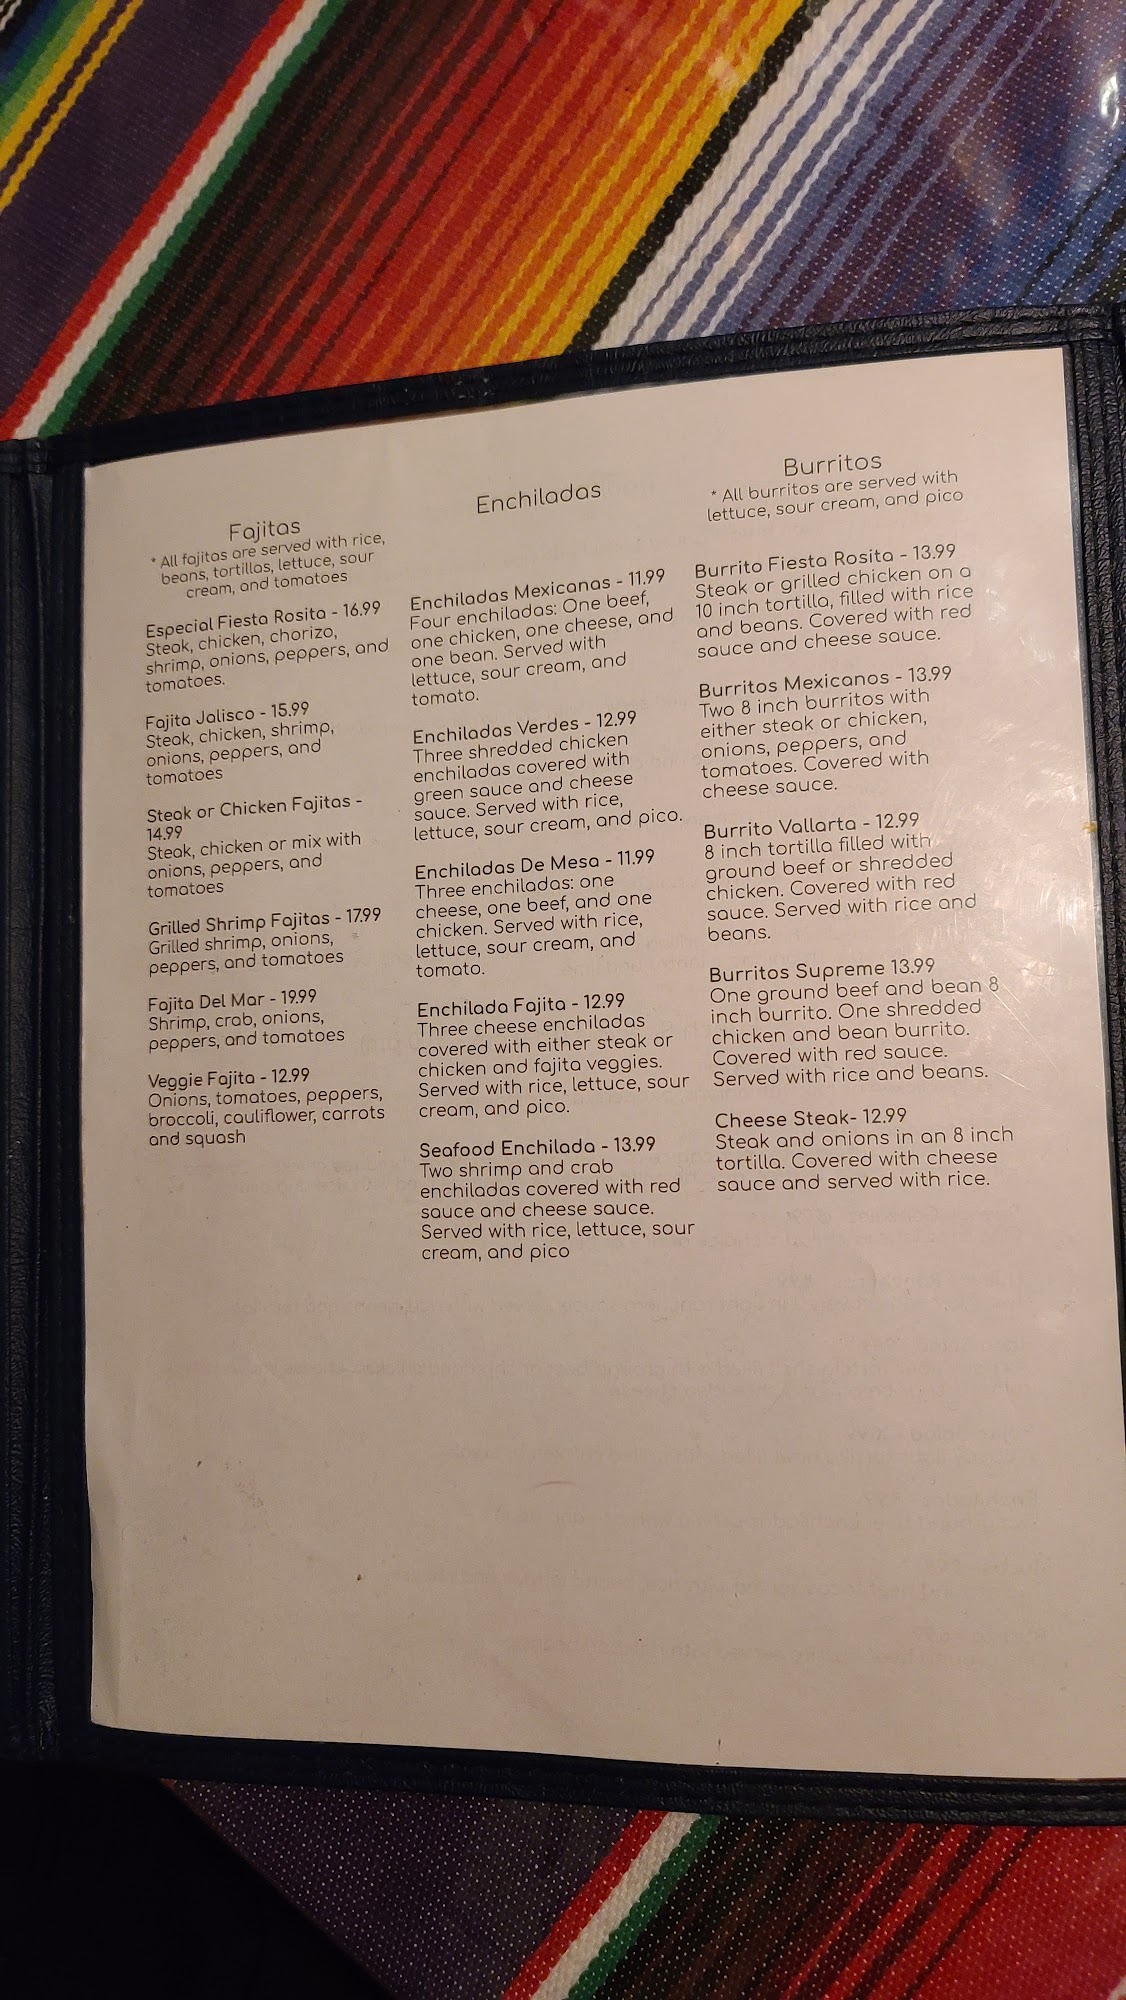 Fajitas
* All fajitas are served with rice,
beans, tortillas, lettuce, sour
cream, and tomatoes
Especial Fiesta Rosita - 16.99
Steak, chicken, chorizo,
shrimp, onions, peppers, and
tomatoes.
Fajita Jalisco - 15.99
Steak, chicken, shrimp,
onions, peppers, and
tomatoes
Steak or Chicken Fajitas -
14.99
Steak, chicken or mix with
onions, peppers, and
tomatoes
Grilled Shrimp Fajitas - 17.99
Grilled shrimp, onions,
peppers, and tomatoes
Fajita Del Mar - 19.99
Shrimp, crab, onions,
peppers, and tomatoes
Veggie Fajita - 12.99
Onions, tomatoes, peppers,
broccoli, cauliflower, carrots
and squash
Enchiladas
Enchiladas Mexicanas - 11.99
Four enchiladas: One beef,
one chicken, one cheese, and
one bean. Served with
lettuce, sour cream, and
tomato.
Enchiladas Verdes - 12.99
Three shredded chicken
enchiladas covered with
green sauce and cheese
sauce. Served with rice,
lettuce, sour cream, and pico.
Enchiladas De Mesa - 11.99
Three enchiladas: one
cheese, one beef, and one
chicken. Served with rice,
lettuce, sour cream, and
tomato.
Enchilada Fajita - 12.99
Three cheese enchiladas
covered with either steak or
chicken and fajita veggies.
Served with rice, lettuce, sour
cream, and pico.
Seafood Enchilada - 13.99
Two shrimp and crab
enchiladas covered with red
sauce and cheese sauce.
Served with rice, lettuce, sour
cream, and pico
Burritos
* All burritos are served with
lettuce, sour cream, and pico
Burrito Fiesta Rosita - 13.99
Steak or grilled chicken on a
10 inch tortilla, filled with rice
and beans. Covered with red
sauce and cheese sauce.
Burritos Mexicanos - 13.99
Two 8 inch burritos with
either steak or chicken,
onions, peppers, and
tomatoes. Covered with
cheese sauce.
Burrito Vallarta - 12.99
8 inch tortilla filled with
ground beef or shredded
chicken. Covered with red
sauce. Served with rice and
beans.
Burritos Supreme 13.99
One ground beef and bean 8
inch burrito. One shredded
chicken and bean burrito.
Covered with red sauce.
Served with rice and beans.
Cheese Steak- 12.99
Steak and onions in an 8 inch
tortilla. Covered with cheese
sauce and served with rice.